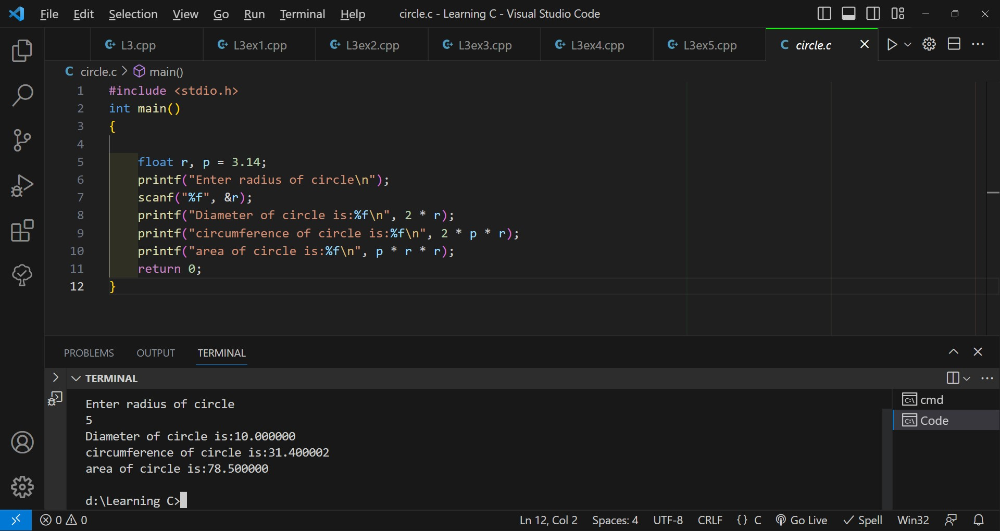 File Edit Selection View Go Run Terminal Help circle.c - Learning C - Visual Studio Code
L3.cpp L3ex1.cpp L3ex2.cpp L3ex3.cpp L3ex4.cpp L3ex5.cpp C circle.c
C circle.c > main()
1 #include <stdio.h>
2 int main()
3 {
4
5 float r, p = 3.14;
6 printf("Enter radius of circle\n");
7 scanf("%f", &r);
8 printf("Diameter of circle is:%f\n", 2 * r);
9 printf("circumference of circle is:%f\n", 2 * p * r);
10 printf("area of circle is:%f\n", p * r * r);
11 return 0;
12 }
PROBLEMS OUTPUT TERMINAL
TERMINAL
Enter radius of circle
5
Diameter of circle is:10.000000
circumference of circle is:31.400002
area of circle is:78.500000
d:\Learning C>
cmd
Code
0 0 Ln 12, Col 2 Spaces: 4 UTF-8 CRLF {} C Go Live Spell Win32